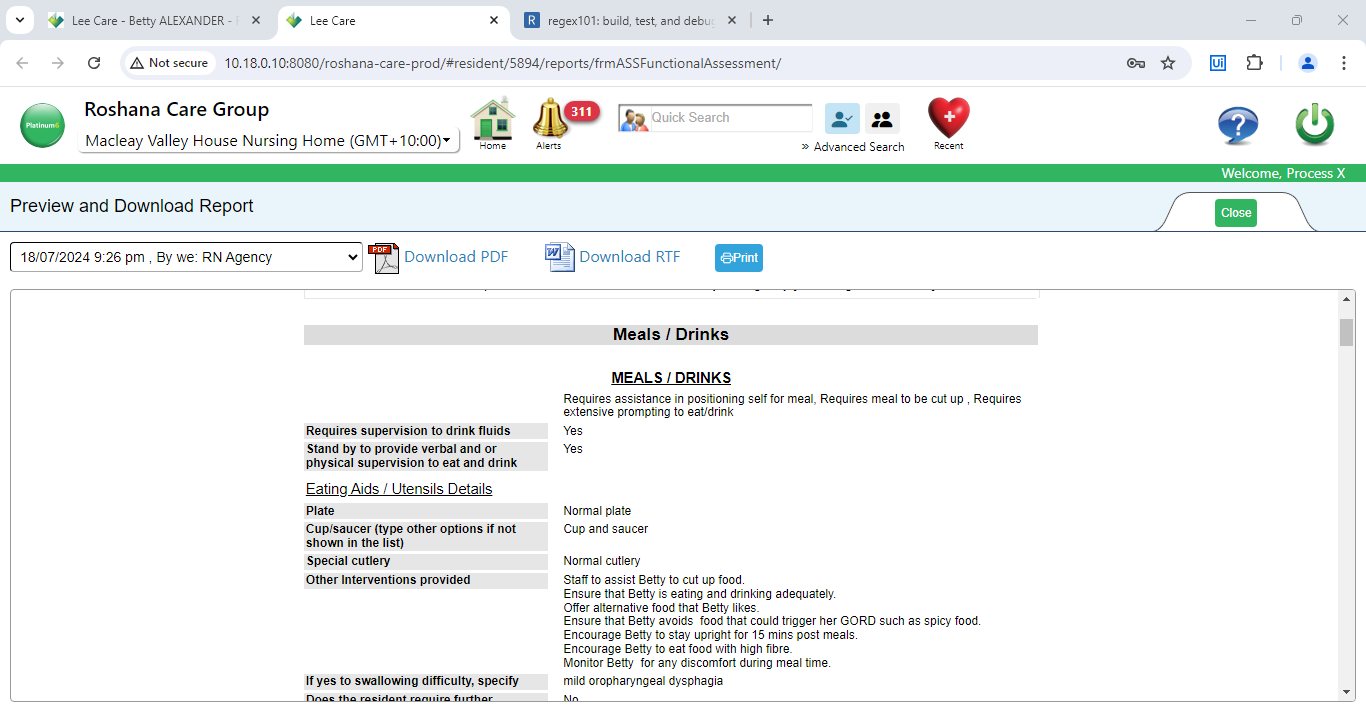 Lee Care - Betty ALEXANDER -
Lee Care
regex101: build, test, and debug
Not secure
10.18.0.10:8080/roshana-care-prod/#resident/5894/reports/frmASSFunctionalAssessment/
Ui
Platinum6
Roshana Care Group
Macleay Valley House Nursing Home (GMT+10:00)
Home
311
Alerts
Quick Search
» Advanced Search
Recent
Welcome, Process X
Preview and Download Report
Close
18/07/2024 9:26 pm , By we: RN Agency
PDF
Download PDF
W
Download RTF
Print
Meals / Drinks
MEALS / DRINKS
Requires assistance in positioning self for meal, Requires meal to be cut up , Requires
extensive prompting to eat/drink
Requires supervision to drink fluids Yes
Stand by to provide verbal and or Yes
physical supervision to eat and drink
Eating Aids / Utensils Details
Plate Normal plate
Cup/saucer (type other options if not Cup and saucer
shown in the list)
Special cutlery Normal cutlery
Other Interventions provided Staff to assist Betty to cut up food.
Ensure that Betty is eating and drinking adequately.
Offer alternative food that Betty likes.
Ensure that Betty avoids  food that could trigger her GORD such as spicy food.
Encourage Betty to stay upright for 15 mins post meals.
Encourage Betty to eat food with high fibre.
Monitor Betty  for any discomfort during meal time.
If yes to swallowing difficulty, specify mild oropharyngeal dysphagia
Does the resident require further No